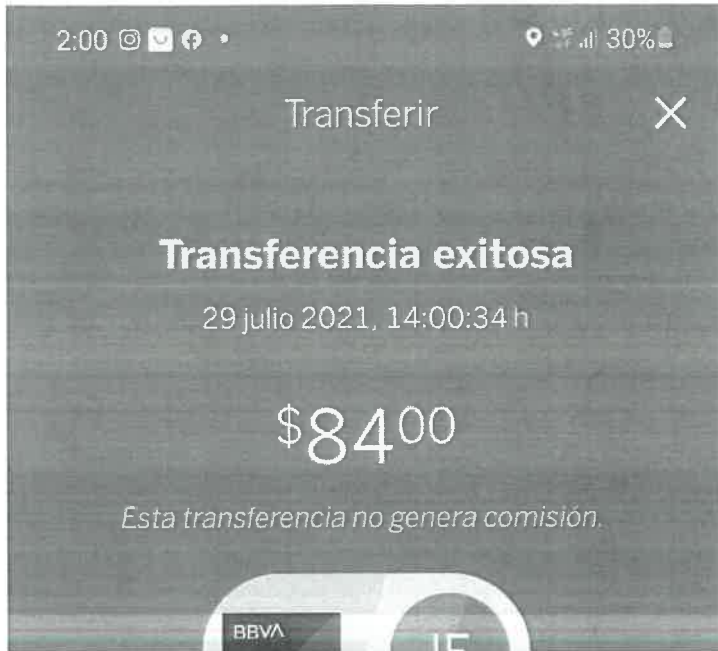 2:00 30%
Transferir
Transferencia exitosa
29 julio 2021, 14:00:34 h
$84.00
Esta transferencia no genera comisión.
BBVA